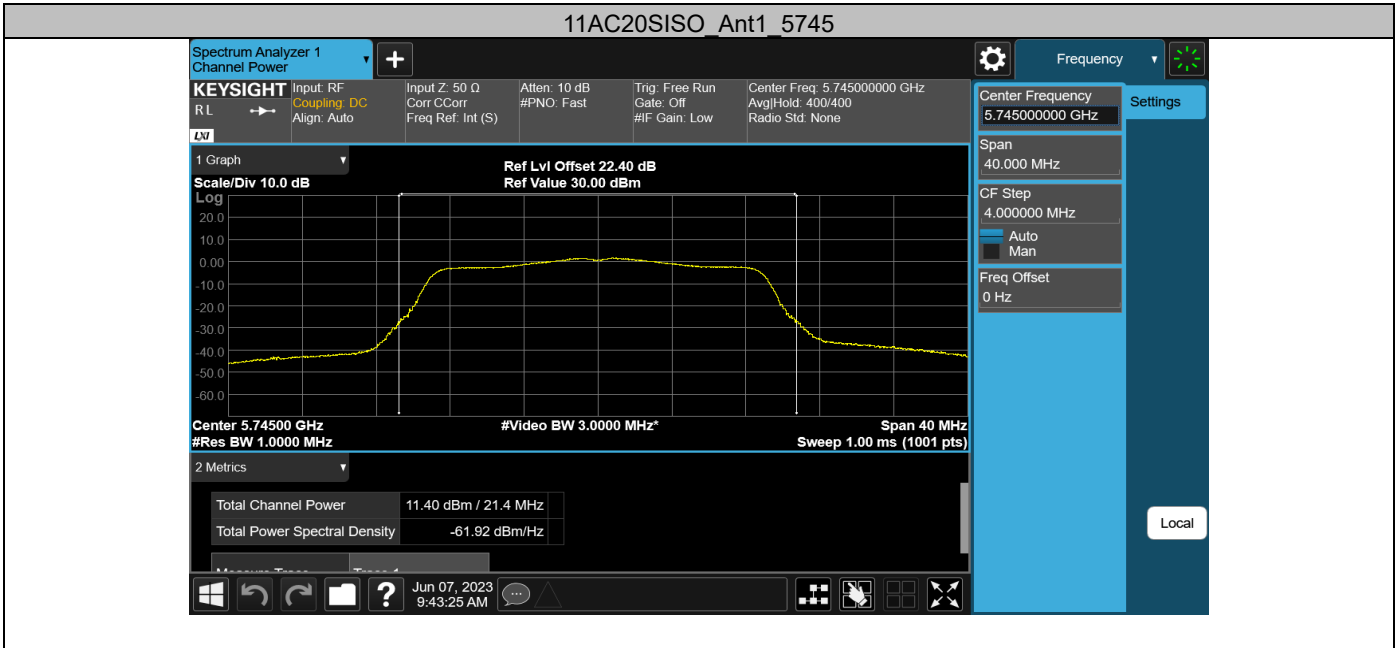 11AC20SISO_Ant1_5745
Spectrum Analyzer 1
Channel Power
Frequency
KEYSIGHT
R L
LXI
Input: RF
Coupling: DC
Align: Auto
Input Z: 50 Ω
Corr CCorr
Freq Ref: Int (S)
Atten: 10 dB
#PNO: Fast
Trig: Free Run
Gate: Off
#IF Gain: Low
Center Freq: 5.745000000 GHz
Avg|Hold: 400/400
Radio Std: None
Center Frequency
5.745000000 GHz
Settings
Span
40.000 MHz
CF Step
4.000000 MHz
Auto
Man
Freq Offset
0 Hz
Local
1 Graph
Scale/Div 10.0 dB
Ref Lvl Offset 22.40 dB
Ref Value 30.00 dBm
Log
20.0
10.0
0.00
-10.0
-20.0
-30.0
-40.0
-50.0
-60.0
Center 5.74500 GHz
#Video BW 3.0000 MHz*
Span 40 MHz
#Res BW 1.0000 MHz
Sweep 1.00 ms (1001 pts)
2 Metrics
Total Channel Power 11.40 dBm / 21.4 MHz
Total Power Spectral Density -61.92 dBm/Hz
Measure Trace Trace 1
?
Jun 07, 2023
9:43:25 AM